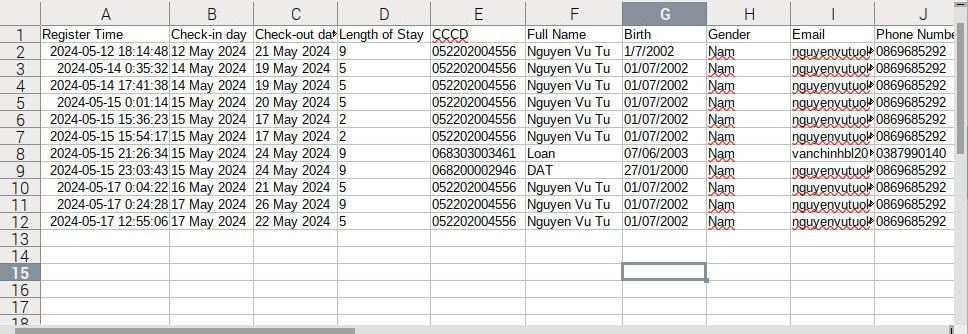 A B C D E F G H I J
1 Register Time Check-in day Check-out da Length of Stay CCCD Full Name Birth Gender Email Phone Numbe
2 2024-05-12 18:14:48 12 May 2024 21 May 2024 9 052202004556 Nguyen Vu Tu 1/7/2002 Nam nguyenvutuol 0869685292
3 2024-05-14 0:35:32 14 May 2024 19 May 2024 5 052202004556 Nguyen Vu Tu 01/07/2002 Nam nguyenvutuol 0869685292
4 2024-05-14 17:41:38 14 May 2024 19 May 2024 5 052202004556 Nguyen Vu Tu 01/07/2002 Nam nguyenvutuol 0869685292
5 2024-05-15 0:01:14 15 May 2024 20 May 2024 5 052202004556 Nguyen Vu Tu 01/07/2002 Nam nguyenvutuol 0869685292
6 2024-05-15 15:36:23 15 May 2024 17 May 2024 2 052202004556 Nguyen Vu Tu 01/07/2002 Nam nguyenvutuol 0869685292
7 2024-05-15 15:54:17 15 May 2024 17 May 2024 2 052202004556 Nguyen Vu Tu 01/07/2002 Nam nguyenvutuol 0869685292
8 2024-05-15 21:26:34 15 May 2024 24 May 2024 9 068303003461 Loan 07/06/2003 Nam vanchinhbl20 0387990140
9 2024-05-15 23:03:43 15 May 2024 24 May 2024 9 068200002946 DAT 27/01/2000 Nam nguyenvutuol 0869685292
10 2024-05-17 0:04:22 16 May 2024 21 May 2024 5 052202004556 Nguyen Vu Tu 01/07/2002 Nam nguyenvutuol 0869685292
11 2024-05-17 0:24:28 17 May 2024 26 May 2024 9 052202004556 Nguyen Vu Tu 01/07/2002 Nam nguyenvutuol 0869685292
12 2024-05-17 12:55:06 17 May 2024 22 May 2024 5 052202004556 Nguyen Vu Tu 01/07/2002 Nam nguyenvutuol 0869685292
13
14
15
16
17
18